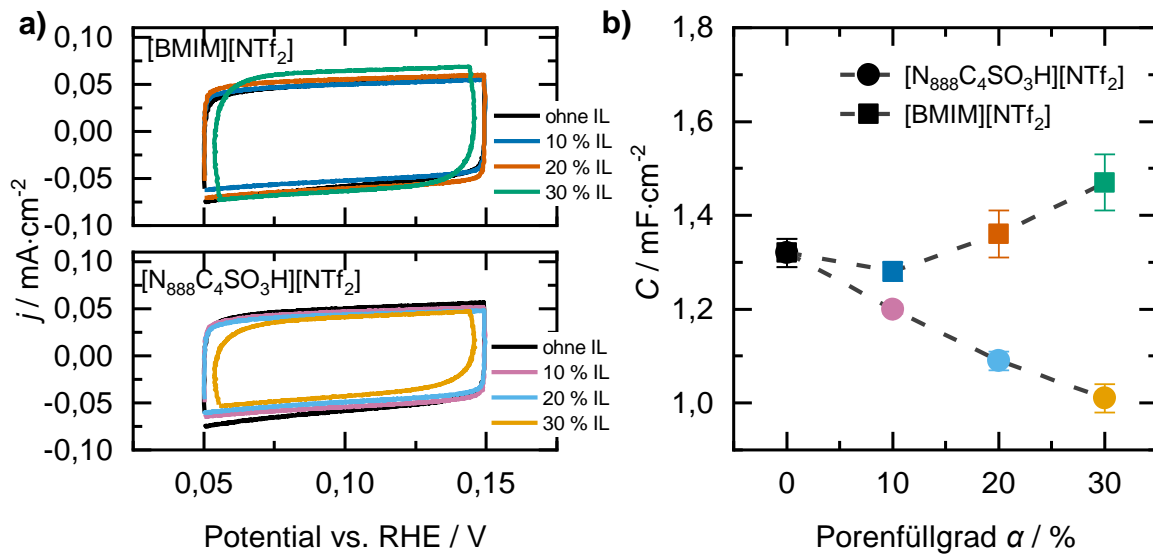 a)
[BMIM][NTf₂]
0,10
0,05
0,00
-0,05
-0,10
ohne IL
10 % IL
20 % IL
30 % IL
[N₈₈₈C₄SO₃H][NTf₂]
0,10
0,05
0,00
-0,05
-0,10
ohne IL
10 % IL
20 % IL
30 % IL
j / mA·cm⁻²
0,05 0,10 0,15
Potential vs. RHE / V
b)
1,8
1,6
1,4
1,2
1,0
C / mF·cm⁻²
[N₈₈₈C₄SO₃H][NTf₂]
[BMIM][NTf₂]
0 10 20 30
Porenfüllgrad α / %